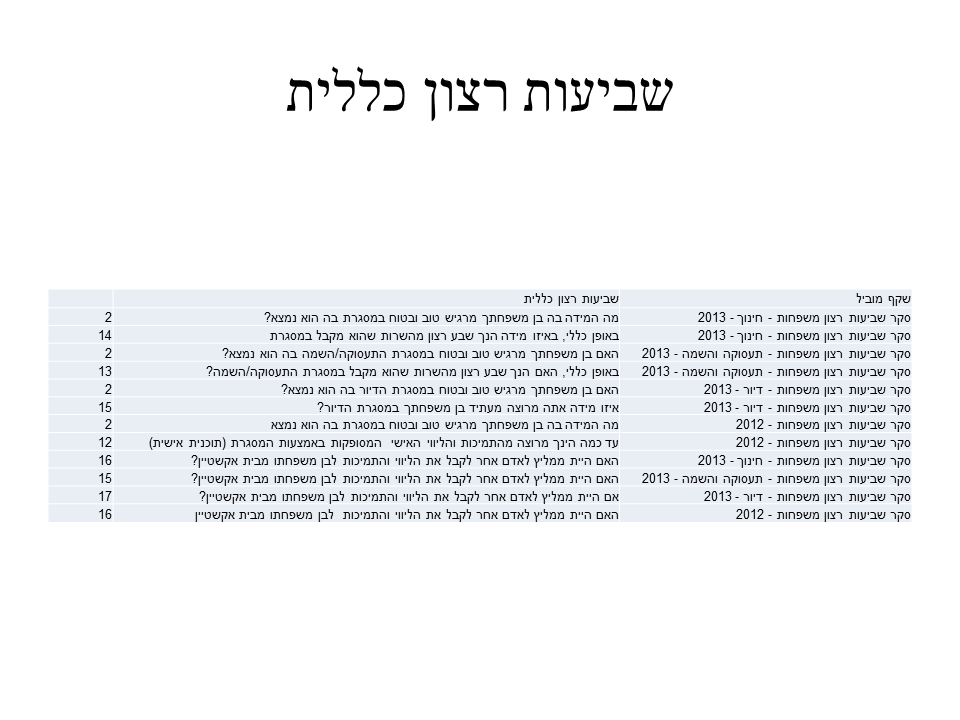 שביעות רצון כללית
שקף מוביל שביעות רצון כללית
סקר שביעות רצון משפחות - חינוך - 2013 מה המידה בה בן משפחתך מרגיש טוב ובטוח במסגרת בה הוא נמצא? 2
סקר שביעות רצון משפחות - חינוך - 2013 באופן כללי, באיזו מידה הנך שבע רצון מהשרות שהוא מקבל במסגרת 14
סקר שביעות רצון משפחות - תעסוקה והשמה - 2013 האם בן משפחתך מרגיש טוב ובטוח במסגרת התעסוקה/השמה בה הוא נמצא? 2
סקר שביעות רצון משפחות - תעסוקה והשמה - 2013 באופן כללי, האם הנך שבע רצון מהשרות שהוא מקבל במסגרת התעסוקה/השמה? 13
סקר שביעות רצון משפחות - דיור - 2013 האם בן משפחתך מרגיש טוב ובטוח במסגרת הדיור בה הוא נמצא? 2
סקר שביעות רצון משפחות - דיור - 2013 איזו מידה אתה מרוצה מעתיד בן משפחתך במסגרת הדיור? 15
סקר שביעות רצון משפחות - 2012 מה המידה בה בן משפחתך מרגיש טוב ובטוח במסגרת בה הוא נמצא 2
סקר שביעות רצון משפחות - 2012 עד כמה הינך מרוצה מהתמיכות והליווי האישי המסופקות באמצעות המסגרת (תוכנית אישית) 12
סקר שביעות רצון משפחות - חינוך - 2013 האם היית ממליץ לאדם אחר לקבל את הליווי והתמיכות לבן משפחתו מבית אקשטיין? 16
סקר שביעות רצון משפחות - תעסוקה והשמה - 2013 האם היית ממליץ לאדם אחר לקבל את הליווי והתמיכות לבן משפחתו מבית אקשטיין? 15
סקר שביעות רצון משפחות - דיור - 2013 אם היית ממליץ לאדם אחר לקבל את הליווי והתמיכות לבן משפחתו מבית אקשטיין? 17
סקר שביעות רצון משפחות - 2012 האם היית ממליץ לאדם אחר לקבל את הליווי והתמיכות לבן משפחתו מבית אקשטיין 16